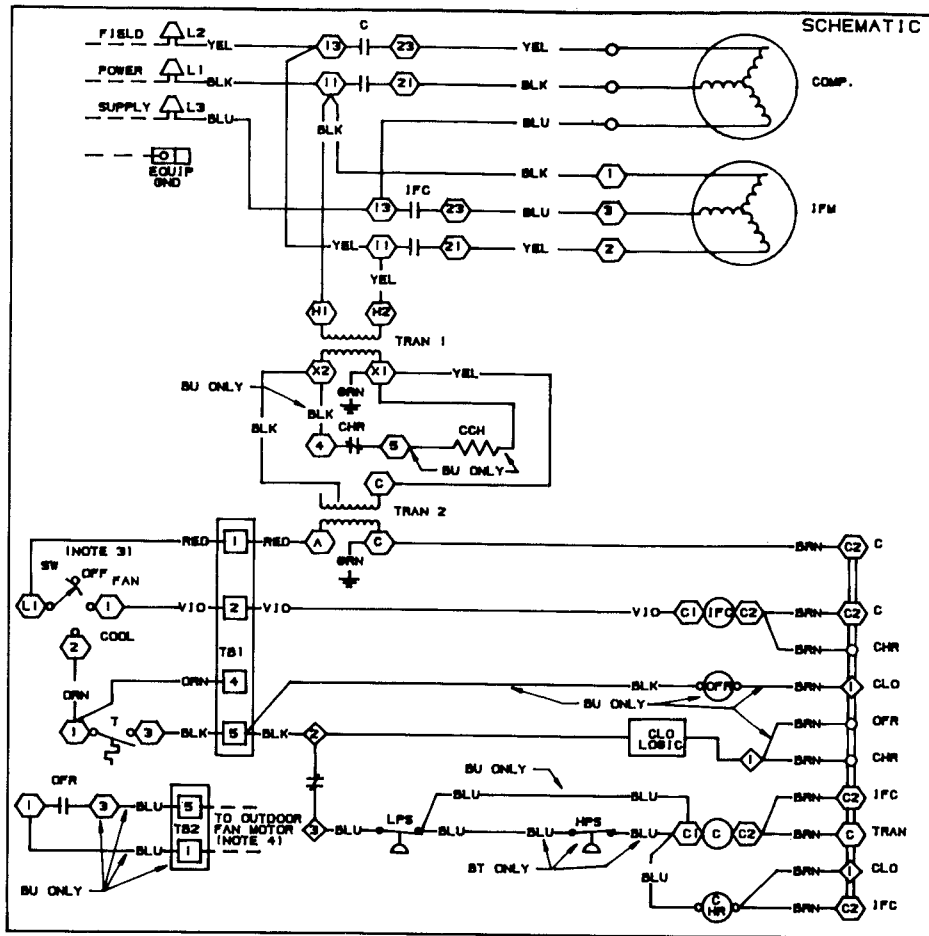 SCHEMATIC
FIELD L2 YEL 13 C 23 YEL
POWER L1 BLK 11 21 BLK COMP.
SUPPLY L3 BLU BLK BLU
EQUIP GND
BLK 1
IFC
13 23 BLU 3 IFM
YEL 11 21 YEL 2
YEL
H1 H2
TRAN 1
X2 X1 YEL
BU ONLY
GRN
BLK BLK CHR CCH
4 5
BU ONLY
C
TRAN 2
RED 1 RED A C BRN C2 C
GRN
(NOTE 3)
SW OFF FAN
L1 1 VIO 2 VIO VIO C1 IFC C2 BRN C2 C
2 COOL
TB1
BRN CHR
ORN ORN 4
BLK OFR BRN 1 CLO
BU ONLY
1 T 3 BLK 5 BLK 2 CLO LOGIC BRN OFR
1 BRN CHR
BU ONLY
OFR
1 3 BLU 5 BLU BRN C2 IFC
TO OUTDOOR
FAN MOTOR
(NOTE 4)
TB2
3 BLU LPS BLU HPS BLU C1 C C2 BRN C TRAN
BLU 1
BU ONLY
BT ONLY
BLU
BRN 1 CLO
C HR BRN C2 IFC